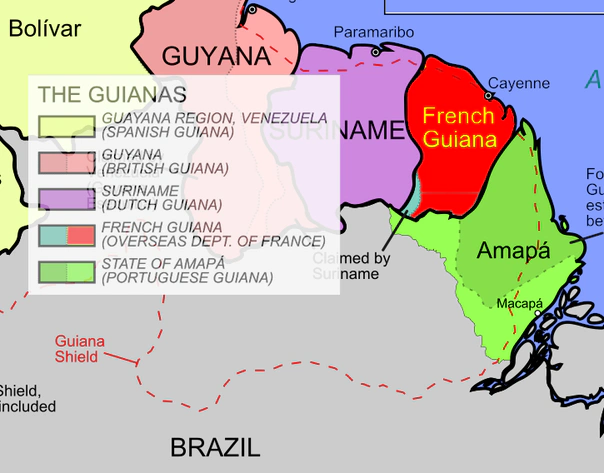 Bolívar
GUYANA
Paramaribo
Cayenne
A
THE GUIANAS
GUAYANA REGION, VENEZUELA
(SPANISH GUIANA)
GUYANA
(BRITISH GUIANA)
SURINAME
(DUTCH GUIANA)
FRENCH GUIANA
(OVERSEAS DEPT. OF FRANCE)
STATE OF AMAPÁ
(PORTUGUESE GUIANA)
SURINAME
French
Guiana
Fo
Gu
es
be
Amapá
Claimed by
Suriname
Macapá
Guiana
Shield
Shield,
included
BRAZIL